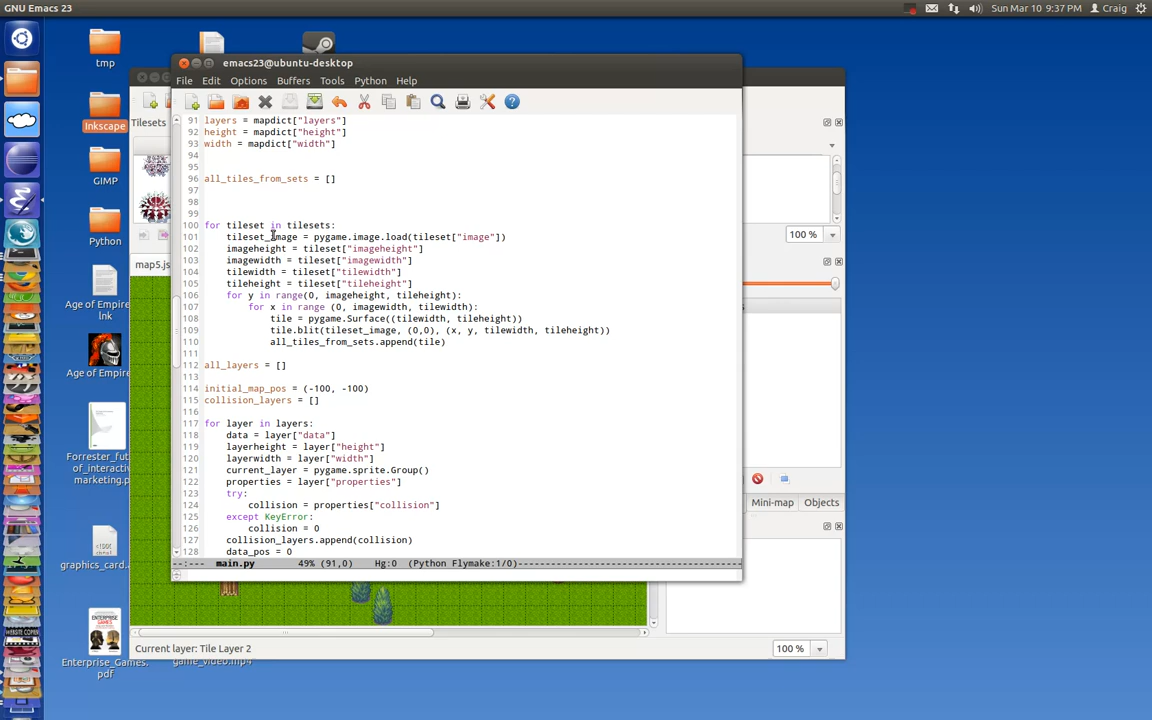 GNU Emacs 23
Sun Mar 10 9:37 PM
Craig
tmp
Inkscape
GIMP
Python
Age of Empire
lnk
Age of Empire
Forrester_fut
of_interactiv
marketing.p
graphics_card.
Enterprise_Games.
pdf
game_video.mp4
emacs23@ubuntu-desktop
File Edit Options Buffers Tools Python Help
91 layers = mapdict["layers"]
92 height = mapdict["height"]
93 width = mapdict["width"]
94
95
96 all_tiles_from_sets = []
97
98
99
100 for tileset in tilesets:
101 tileset_image = pygame.image.load(tileset["image"])
102 imageheight = tileset["imageheight"]
103 imagewidth = tileset["imagewidth"]
104 tilewidth = tileset["tilewidth"]
105 tileheight = tileset["tileheight"]
106 for y in range(0, imageheight, tileheight):
107 for x in range (0, imagewidth, tilewidth):
108 tile = pygame.Surface((tilewidth, tileheight))
109 tile.blit(tileset_image, (0,0), (x, y, tilewidth, tileheight))
110 all_tiles_from_sets.append(tile)
111
112 all_layers = []
113
114 initial_map_pos = (-100, -100)
115 collision_layers = []
116
117 for layer in layers:
118 data = layer["data"]
119 layerheight = layer["height"]
120 layerwidth = layer["width"]
121 current_layer = pygame.sprite.Group()
122 properties = layer["properties"]
123 try:
124 collision = properties["collision"]
125 except KeyError:
126 collision = 0
127 collision_layers.append(collision)
128 data_pos = 0
--:--- main.py 49% (91,0) Hg:0 (Python Flymake:1/0)
Tilesets
map5.js
100 %
Mini-map Objects
Current layer: Tile Layer 2
100 %